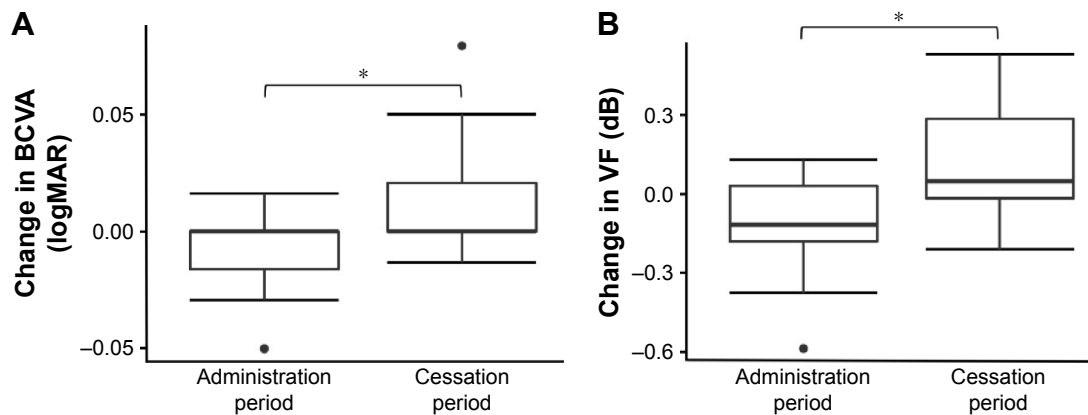 A
Change in BCVA
(logMAR)
0.05
0.00
–0.05
*
Administration
period
Cessation
period
B
Change in VF (dB)
0.3
0.0
–0.3
–0.6
*
Administration
period
Cessation
period